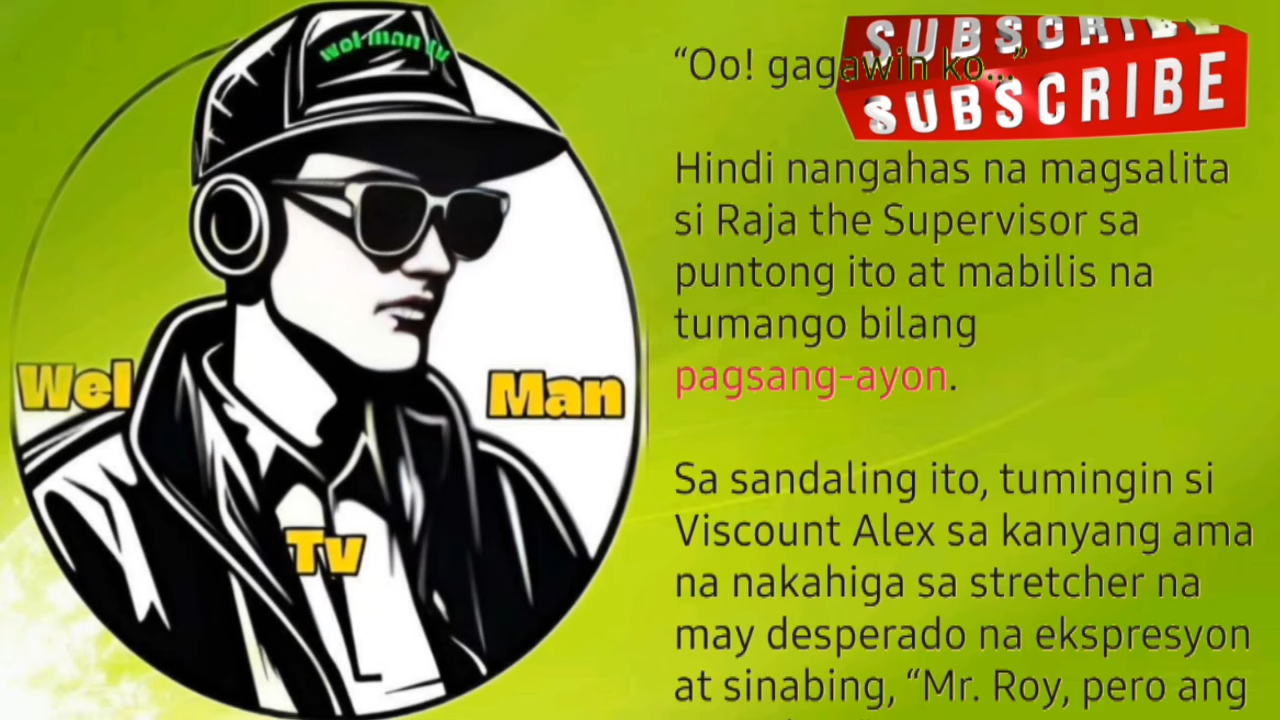 wel man tv
Wel
Man
Tv
SUBSCRIBE
SUBSCRIBE
“Oo! gagawin ko...”
Hindi nangahas na magsalita
si Raja the Supervisor sa
puntong ito at mabilis na
tumango bilang
pagsang-ayon.
Sa sandaling ito, tumingin si
Viscount Alex sa kanyang ama
na nakahiga sa stretcher na
may desperado na ekspresyon
at sinabing, “Mr. Roy, pero ang